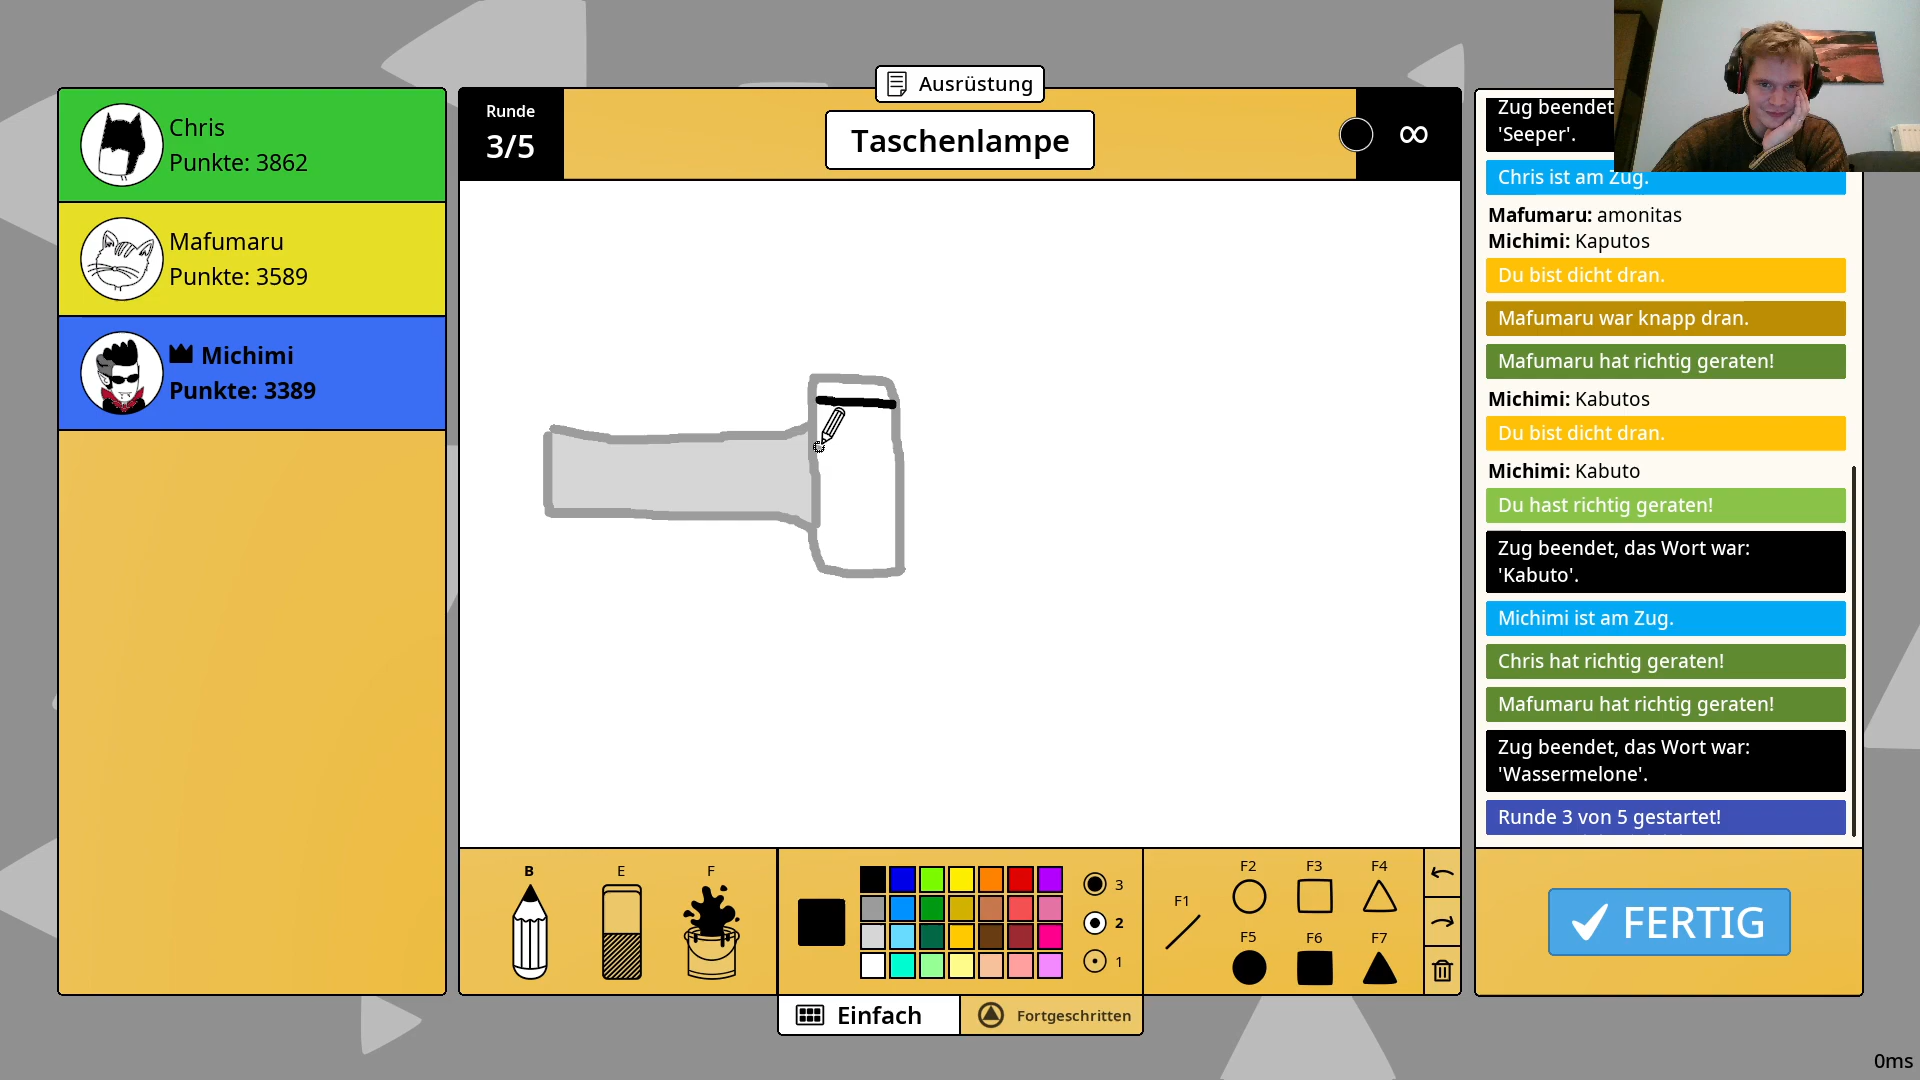 Ausrüstung
Runde
3/5
Taschenlampe
∞
Chris
Punkte: 3862
Mafumaru
Punkte: 3589
Michimi
Punkte: 3389
Zug beendet
'Seeper'.
Chris ist am Zug.
Mafumaru: amonitas
Michimi: Kaputos
Du bist dicht dran.
Mafumaru war knapp dran.
Mafumaru hat richtig geraten!
Michimi: Kabutos
Du bist dicht dran.
Michimi: Kabuto
Du hast richtig geraten!
Zug beendet, das Wort war:
'Kabuto'.
Michimi ist am Zug.
Chris hat richtig geraten!
Mafumaru hat richtig geraten!
Zug beendet, das Wort war:
'Wassermelone'.
Runde 3 von 5 gestartet!
B E F
3
2
1
F1
F2 F3 F4
F5 F6 F7
FERTIG
Einfach
Fortgeschritten
0ms